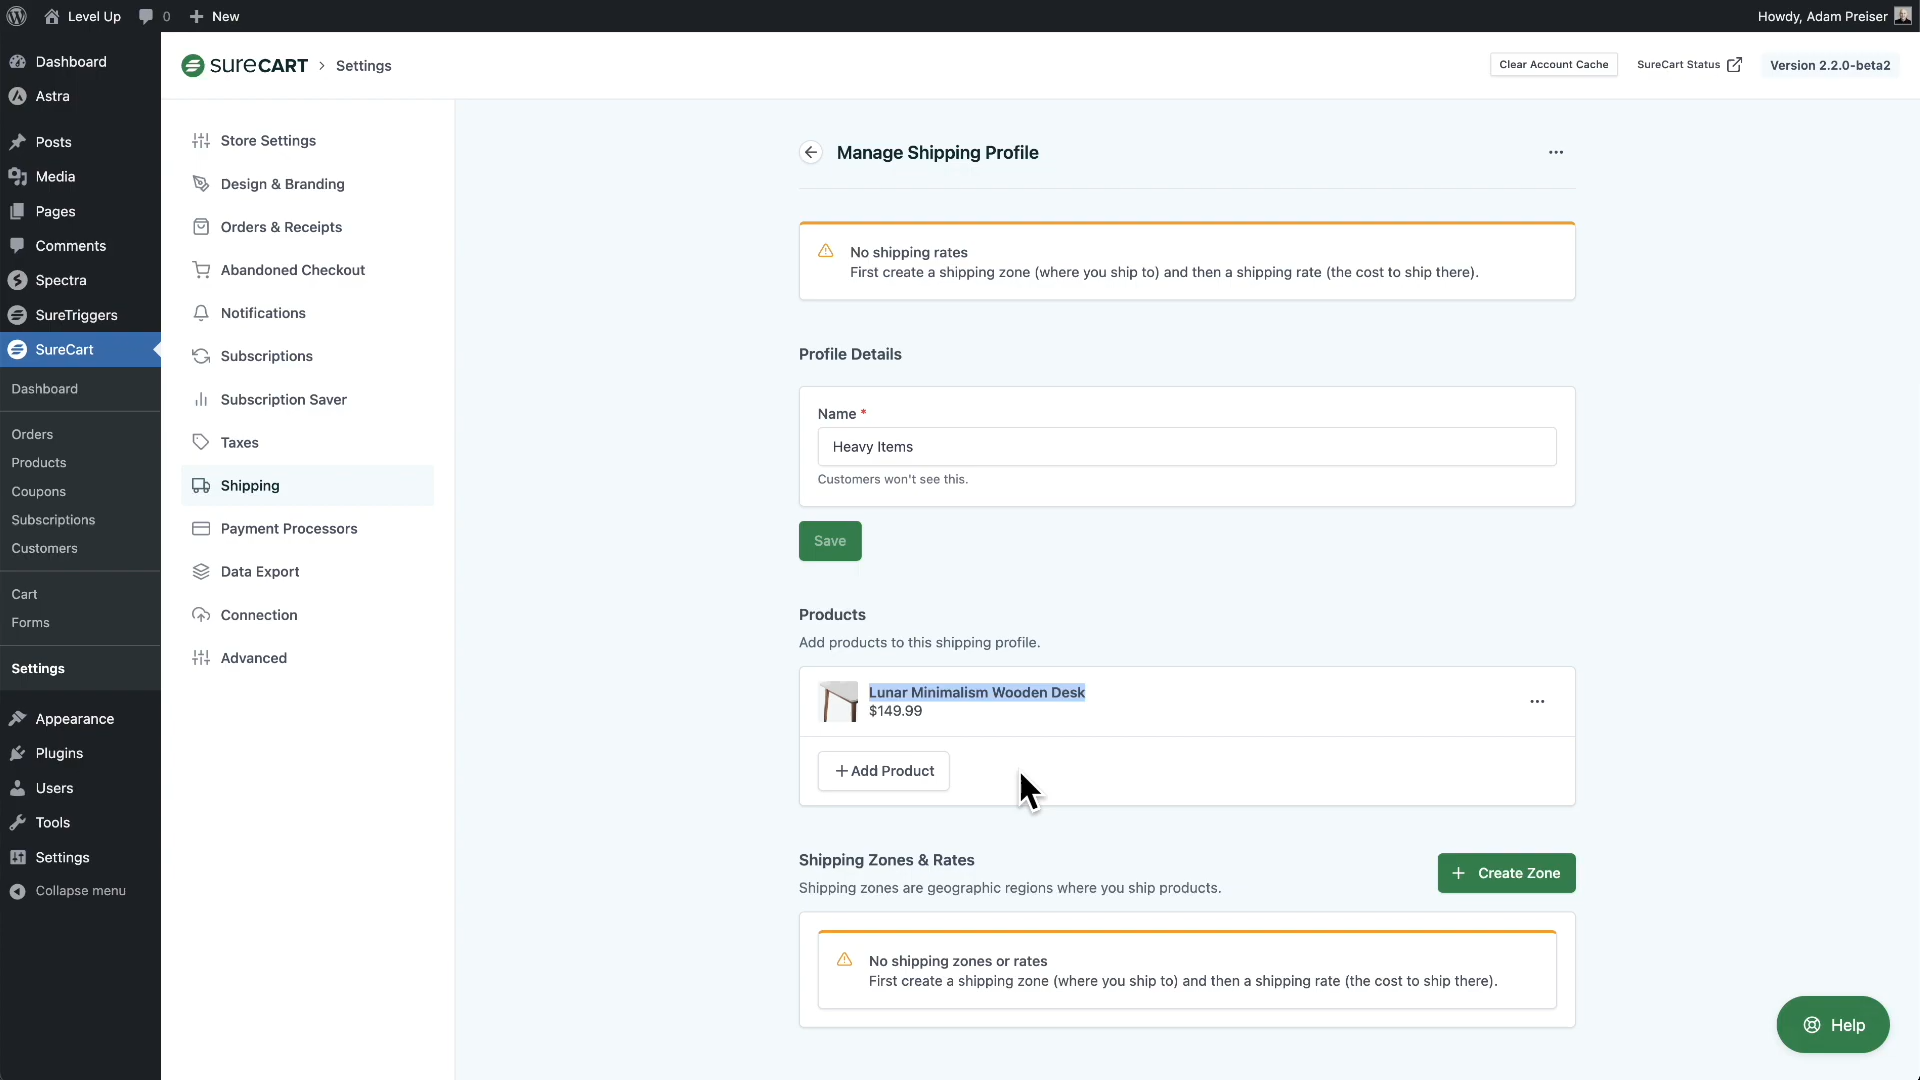 Level Up
0
New
Howdy, Adam Preiser
Dashboard
Astra
Posts
Media
Pages
Comments
Spectra
SureTriggers
SureCart
Dashboard
Orders
Products
Coupons
Subscriptions
Customers
Cart
Forms
Settings
Appearance
Plugins
Users
Tools
Settings
Collapse menu
SURECART > Settings
Clear Account Cache
SureCart Status
Version 2.2.0-beta2
Store Settings
Design & Branding
Orders & Receipts
Abandoned Checkout
Notifications
Subscriptions
Subscription Saver
Taxes
Shipping
Payment Processors
Data Export
Connection
Advanced
Manage Shipping Profile
No shipping rates
First create a shipping zone (where you ship to) and then a shipping rate (the cost to ship there).
Profile Details
Name *
Heavy Items
Customers won't see this.
Save
Products
Add products to this shipping profile.
Lunar Minimalism Wooden Desk
$149.99
Add Product
Shipping Zones & Rates
Shipping zones are geographic regions where you ship products.
Create Zone
No shipping zones or rates
First create a shipping zone (where you ship to) and then a shipping rate (the cost to ship there).
Help